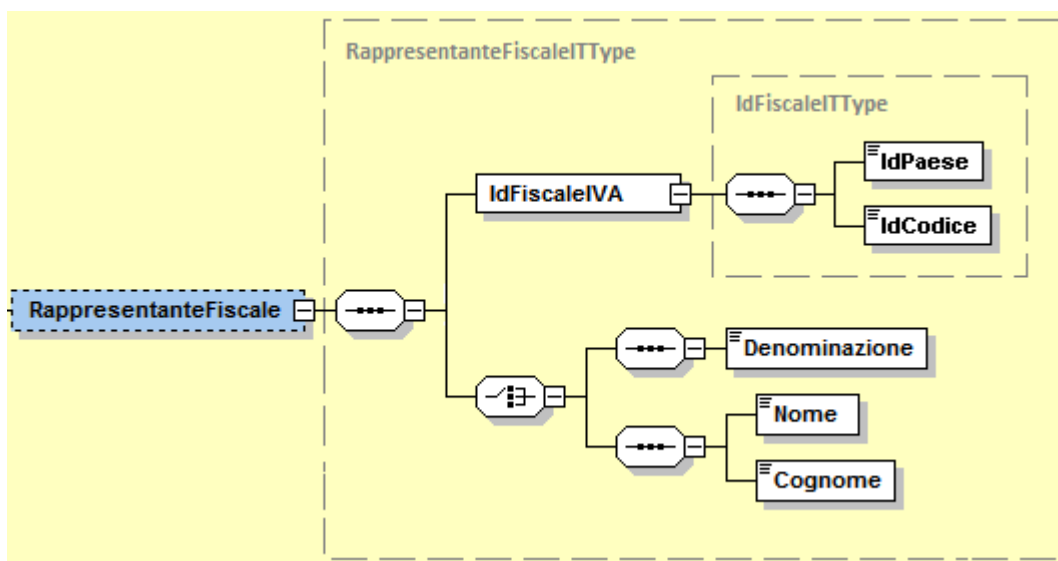 RappresentanteFiscaleITType
IdFiscaleITType
IdPaese
IdFiscaleIVA
IdCodice
RappresentanteFiscale
Denominazione
Nome
Cognome